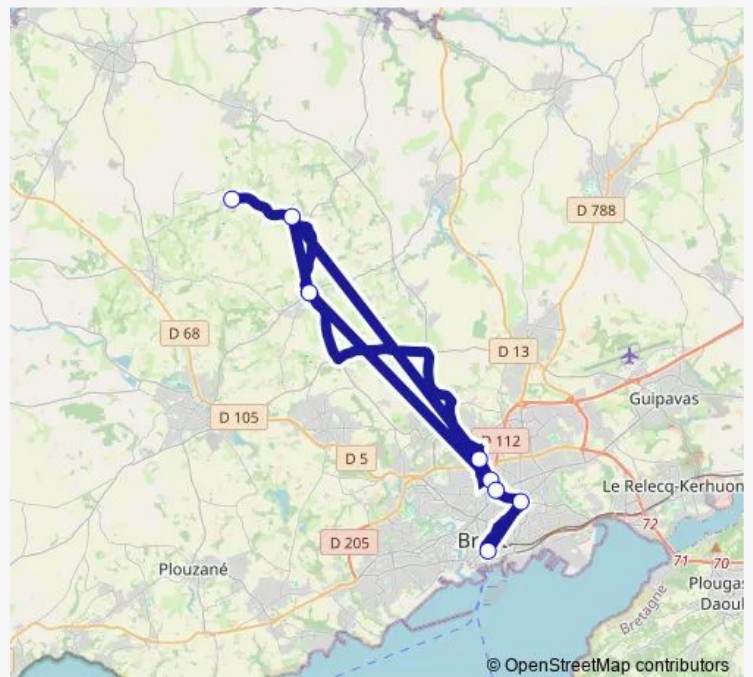 D 788
D 68
D 13
Guipavas
D 105
D 112
D 5
Le Relecq-Kerhuon
72
D 205
Plouzané
71
70
Plougas
Daoul
Bretagne
© OpenStreetMap contributors